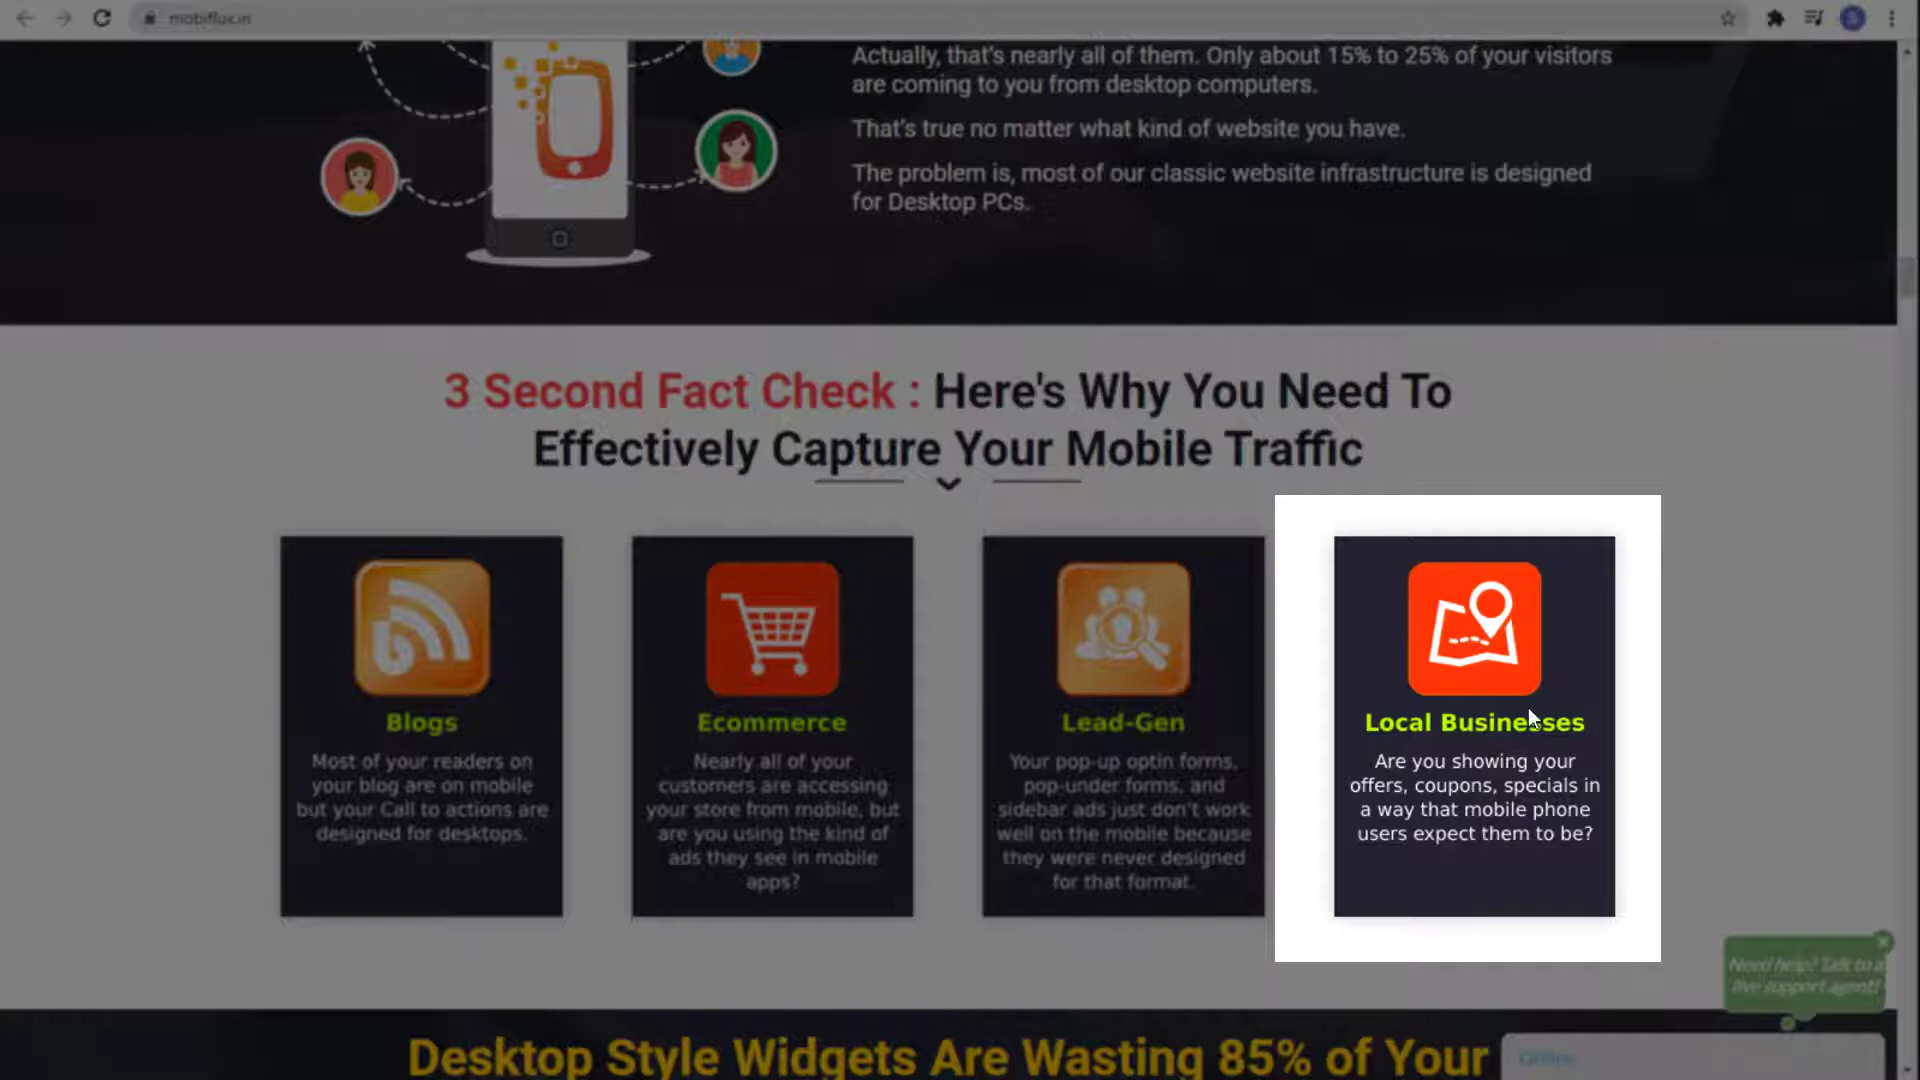 mobiflux.in
Actually, that's nearly all of them. Only about 15% to 25% of your visitors
are coming to you from desktop computers.
That's true no matter what kind of website you have.
The problem is, most of our classic website infrastructure is designed
for Desktop PCs.
3 Second Fact Check : Here's Why You Need To
Effectively Capture Your Mobile Traffic
Blogs
Most of your readers on
your blog are on mobile
but your Call to actions are
designed for desktops.
Ecommerce
Nearly all of your
customers are accessing
your store from mobile, but
are you using the kind of
ads they see in mobile
apps?
Lead-Gen
Your pop-up optin forms,
pop-under forms, and
sidebar ads just don't work
well on the mobile because
they were never designed
for that format.
Local Businesses
Are you showing your
offers, coupons, specials in
a way that mobile phone
users expect them to be?
Need help? Talk to a
live support agent!
Desktop Style Widgets Are Wasting 85% of Your
Online